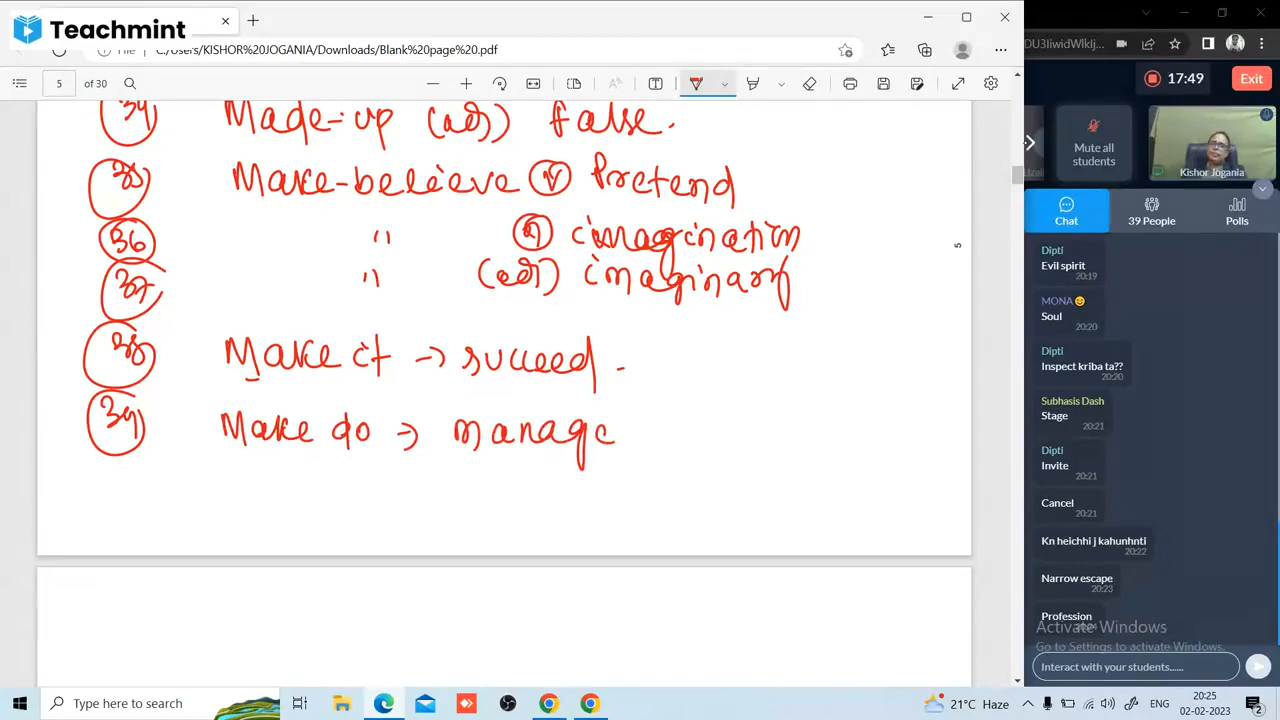 Teachmint
C:/Users/KISHOR%20JOGANIA/Downloads/Blank%20page%20.pdf
5 of 30
34 Made-up (adj) false.
35 Make-believe (v) Pretend
36 " (n) imagination
37 " (adj) imaginary
38 Make it → succeed.
39 Make do → manage
5
DU3IiwidWlkIj...
17:49 Exit
Mute all
students
Kishor Jogania
Chat 39 People Polls
Dipti
Evil spirit
20:19
MONA😊
Soul
20:20
Dipti
Inspect kriba ta??
20:20
Subhasis Dash
Stage
20:21
Dipti
Invite
20:21
Cancel
20:21
Kn heichhi j kahunhnti
20:22
Narrow escape
20:23
Profession
20:24
Activate Windows
Go to Settings to activate Windows.
Interact with your students......
Type here to search
21°C Haze
20:25
02-02-2023
2